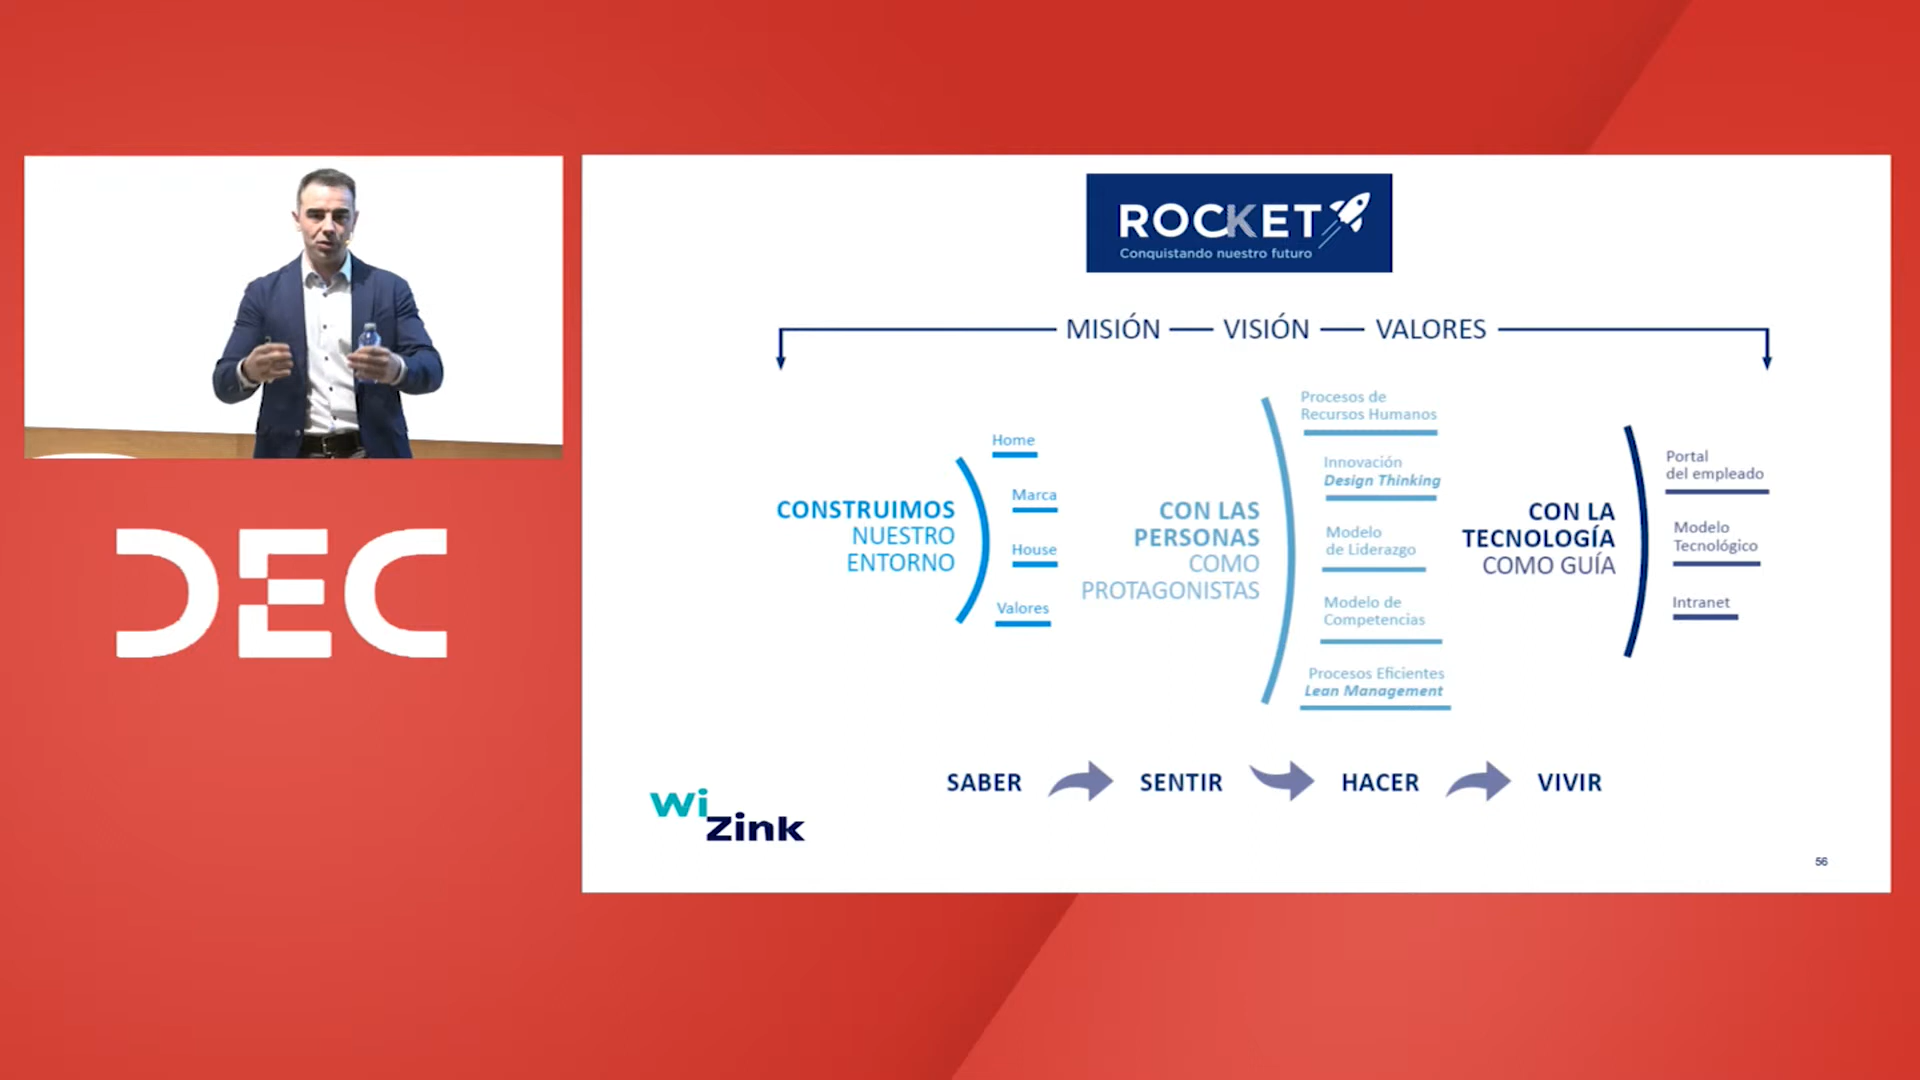 ROCKET
Conquistando nuestro futuro
MISIÓN — VISIÓN — VALORES
CONSTRUIMOS
NUESTRO
ENTORNO
Home
Marca
House
Valores
CON LAS
PERSONAS
COMO
PROTAGONISTAS
Procesos de
Recursos Humanos
Innovación
Design Thinking
Modelo
de Liderazgo
Modelo de
Competencias
Procesos Eficientes
Lean Management
CON LA
TECNOLOGÍA
COMO GUÍA
Portal
del empleado
Modelo
Tecnológico
Intranet
SABER
SENTIR
HACER
VIVIR
WiZink
56
DEC